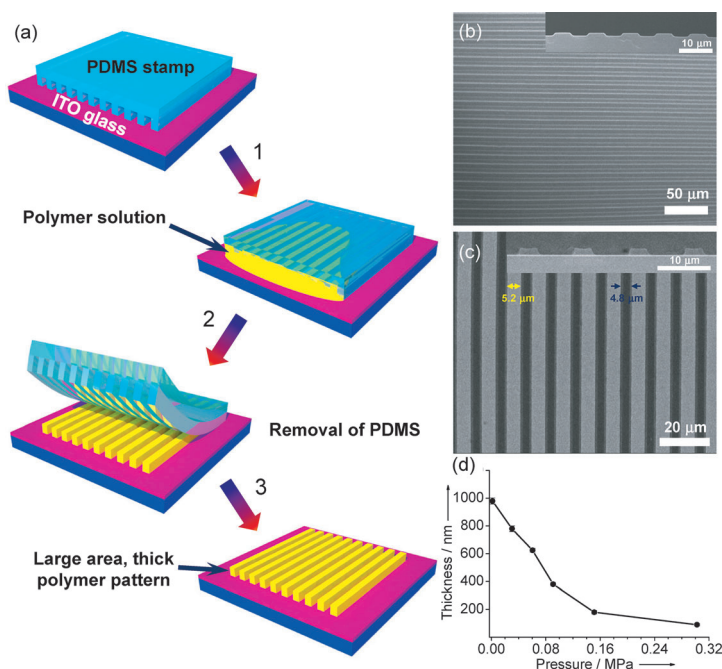 (a)
PDMS stamp
ITO glass
1
Polymer solution
2
Removal of PDMS
3
Large area, thick
polymer pattern
(b)
10 μm
50 μm
(c)
10 μm
5.2 μm
4.8 μm
20 μm
(d)
Thickness / nm
1000
800
600
400
200
0.00
0.08
0.16
0.24
0.32
Pressure / MPa